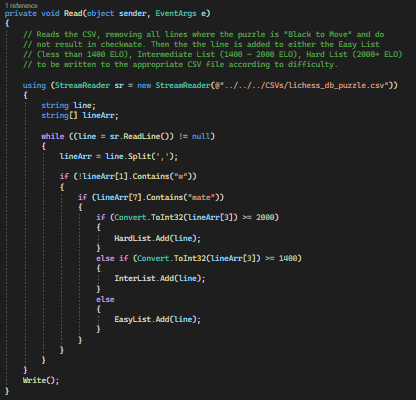 1 reference
private void Read(object sender, EventArgs e)
{
// Reads the CSV, removing all lines where the puzzle is "Black to Move" and do
// not result in checkmate. Then the the line is added to either the Easy List
// (less than 1400 ELO), Intermediate List (1400 - 2000 ELO), Hard List (2000+ ELO)
// to be written to the appropriate CSV file according to difficulty.
using (StreamReader sr = new StreamReader(@"../../../CSVs/lichess_db_puzzle.csv"))
{
string line;
string[] lineArr;
while ((line = sr.ReadLine()) != null)
{
lineArr = line.Split(',');
if (!lineArr[1].Contains("w"))
{
if (lineArr[7].Contains("mate"))
{
if (Convert.ToInt32(lineArr[3]) >= 2000)
{
HardList.Add(line);
}
else if (Convert.ToInt32(lineArr[3]) >= 1400)
{
InterList.Add(line);
}
else
{
EasyList.Add(line);
}
}
}
}
}
Write();
}